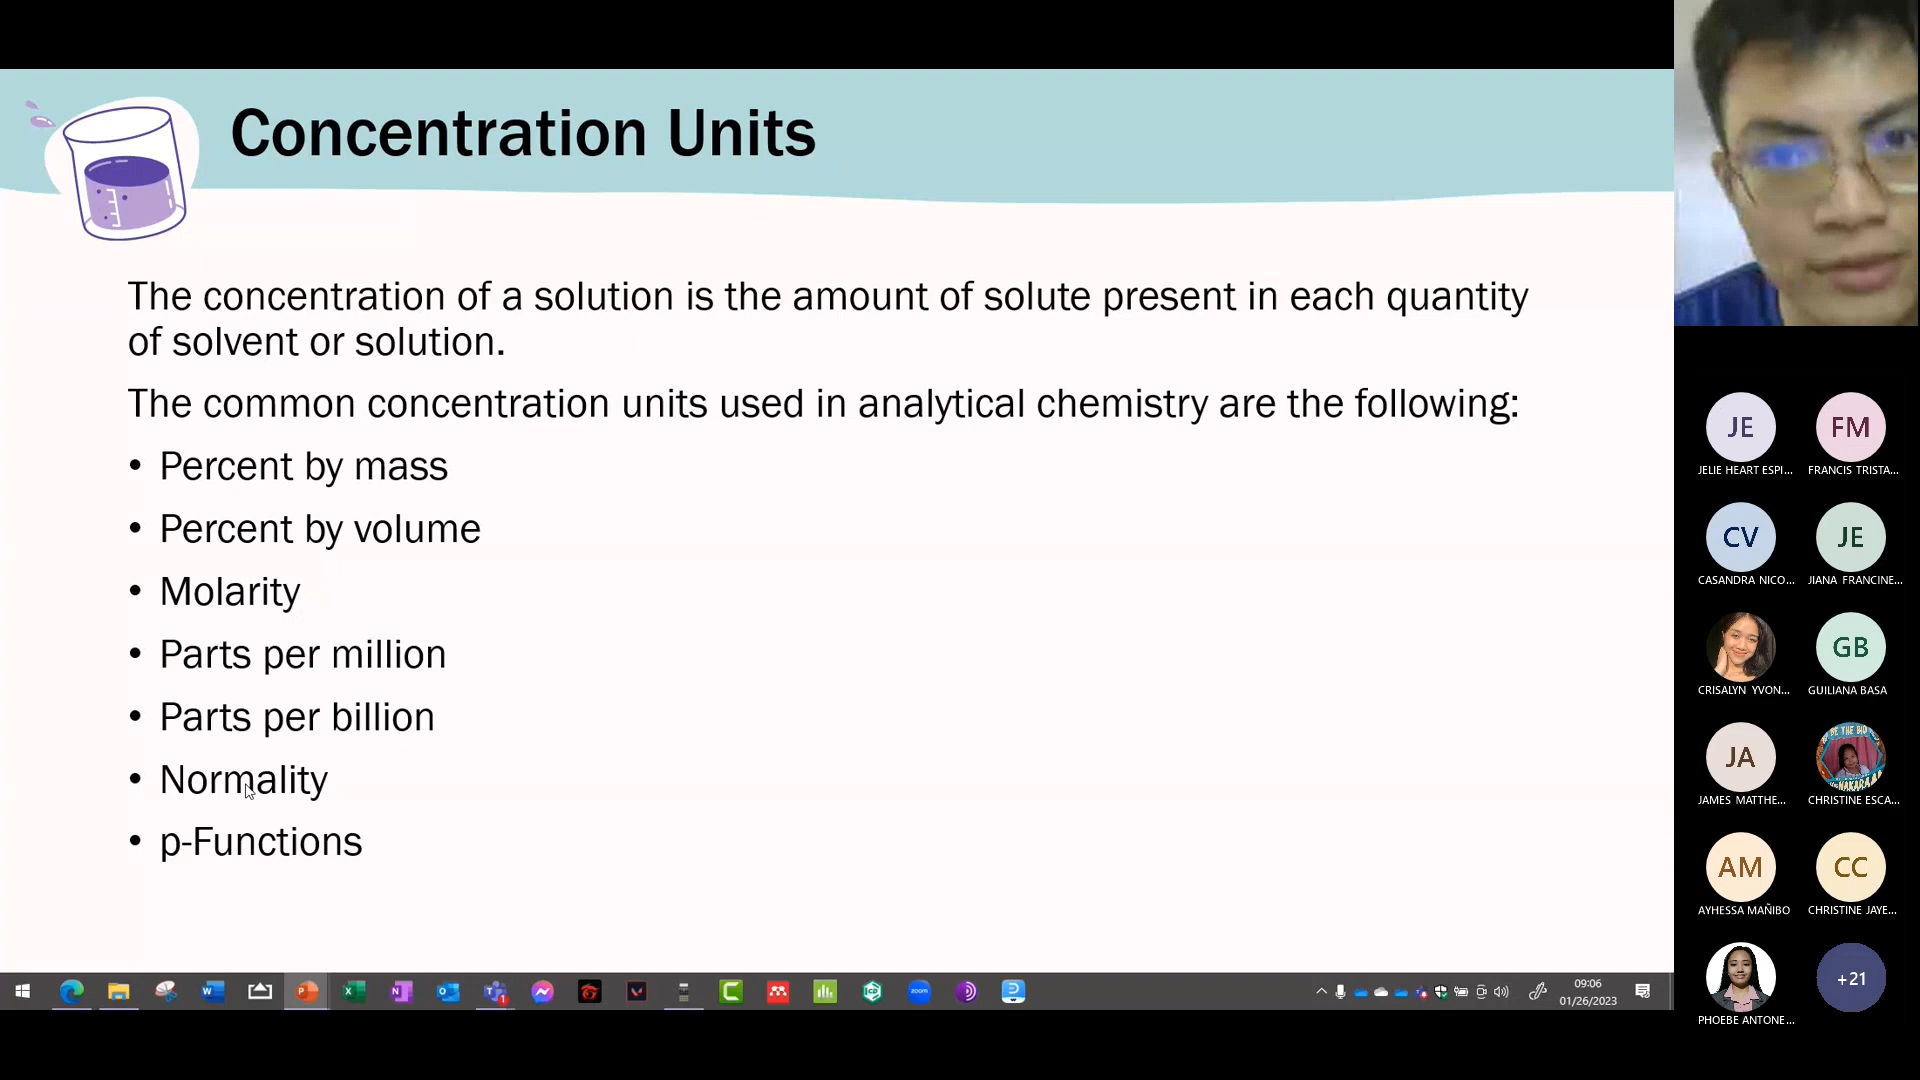 Concentration Units
The concentration of a solution is the amount of solute present in each quantity
of solvent or solution.
The common concentration units used in analytical chemistry are the following:
• Percent by mass
• Percent by volume
• Molarity
• Parts per million
• Parts per billion
• Normality
• p-Functions
JE
FM
JELIE HEART ESPI...
FRANCIS TRISTA...
CV
JE
CASANDRA NICO...
JIANA FRANCINE...
GB
CRISALYN YVON...
GUILIANA BASA
JA
BE THE BIO
JAMES MATTHE...
CHRISTINE ESCA...
AM
CC
AYHESSA MAÑIBO
CHRISTINE JAYE...
+21
PHOEBE ANTONE...
zoom
09:06
01/26/2023